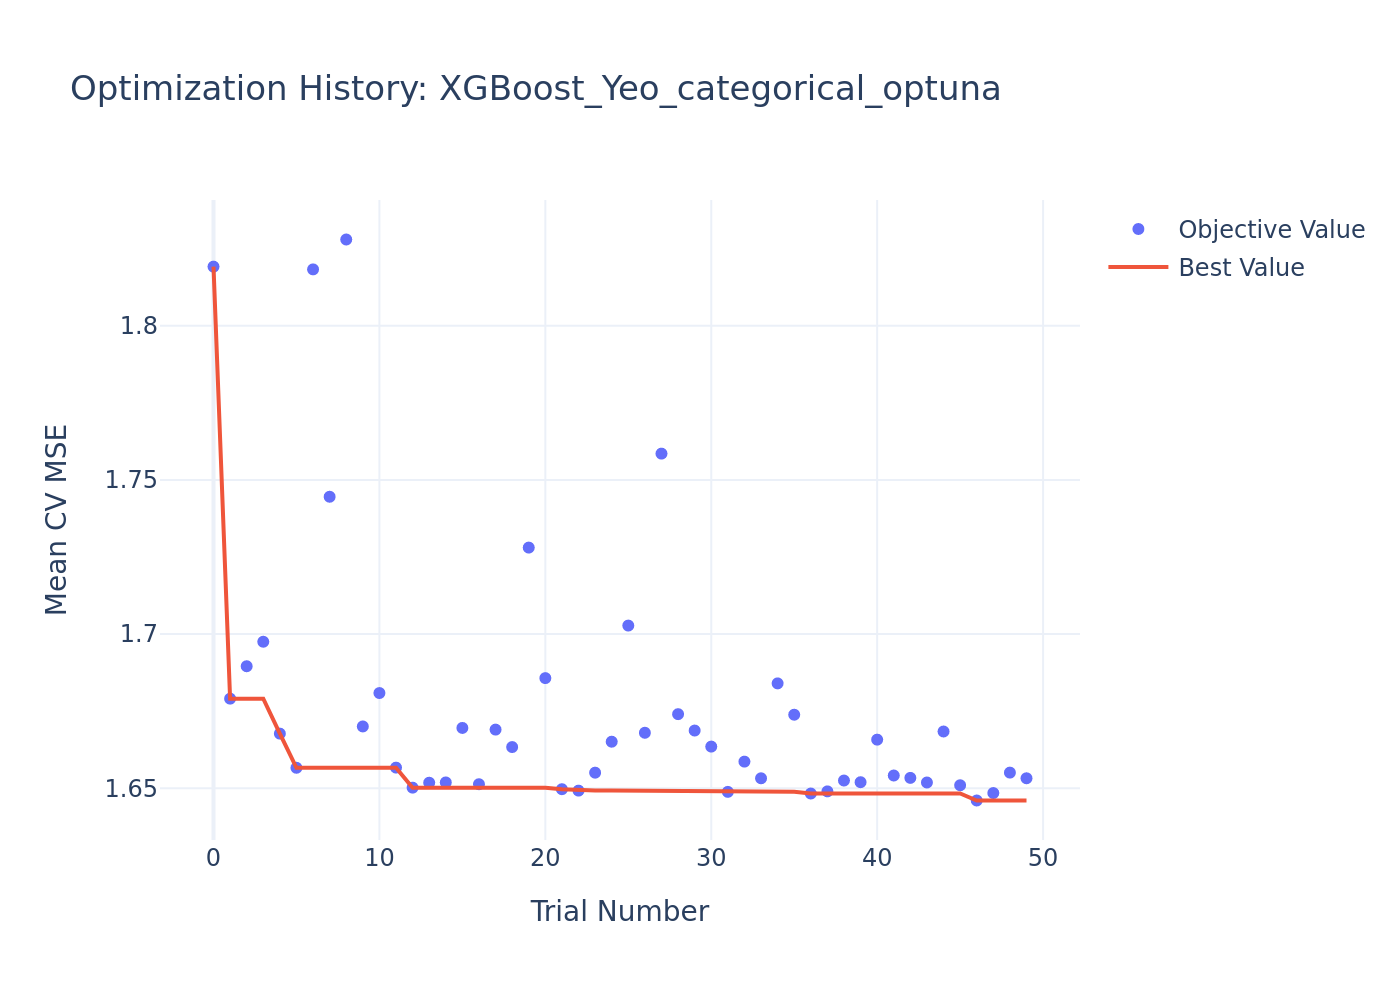 Optimization History: XGBoost_Yeo_categorical_optuna
Objective Value
Best Value
1.8
1.75
1.7
1.65
Mean CV MSE
0 10 20 30 40 50
Trial Number